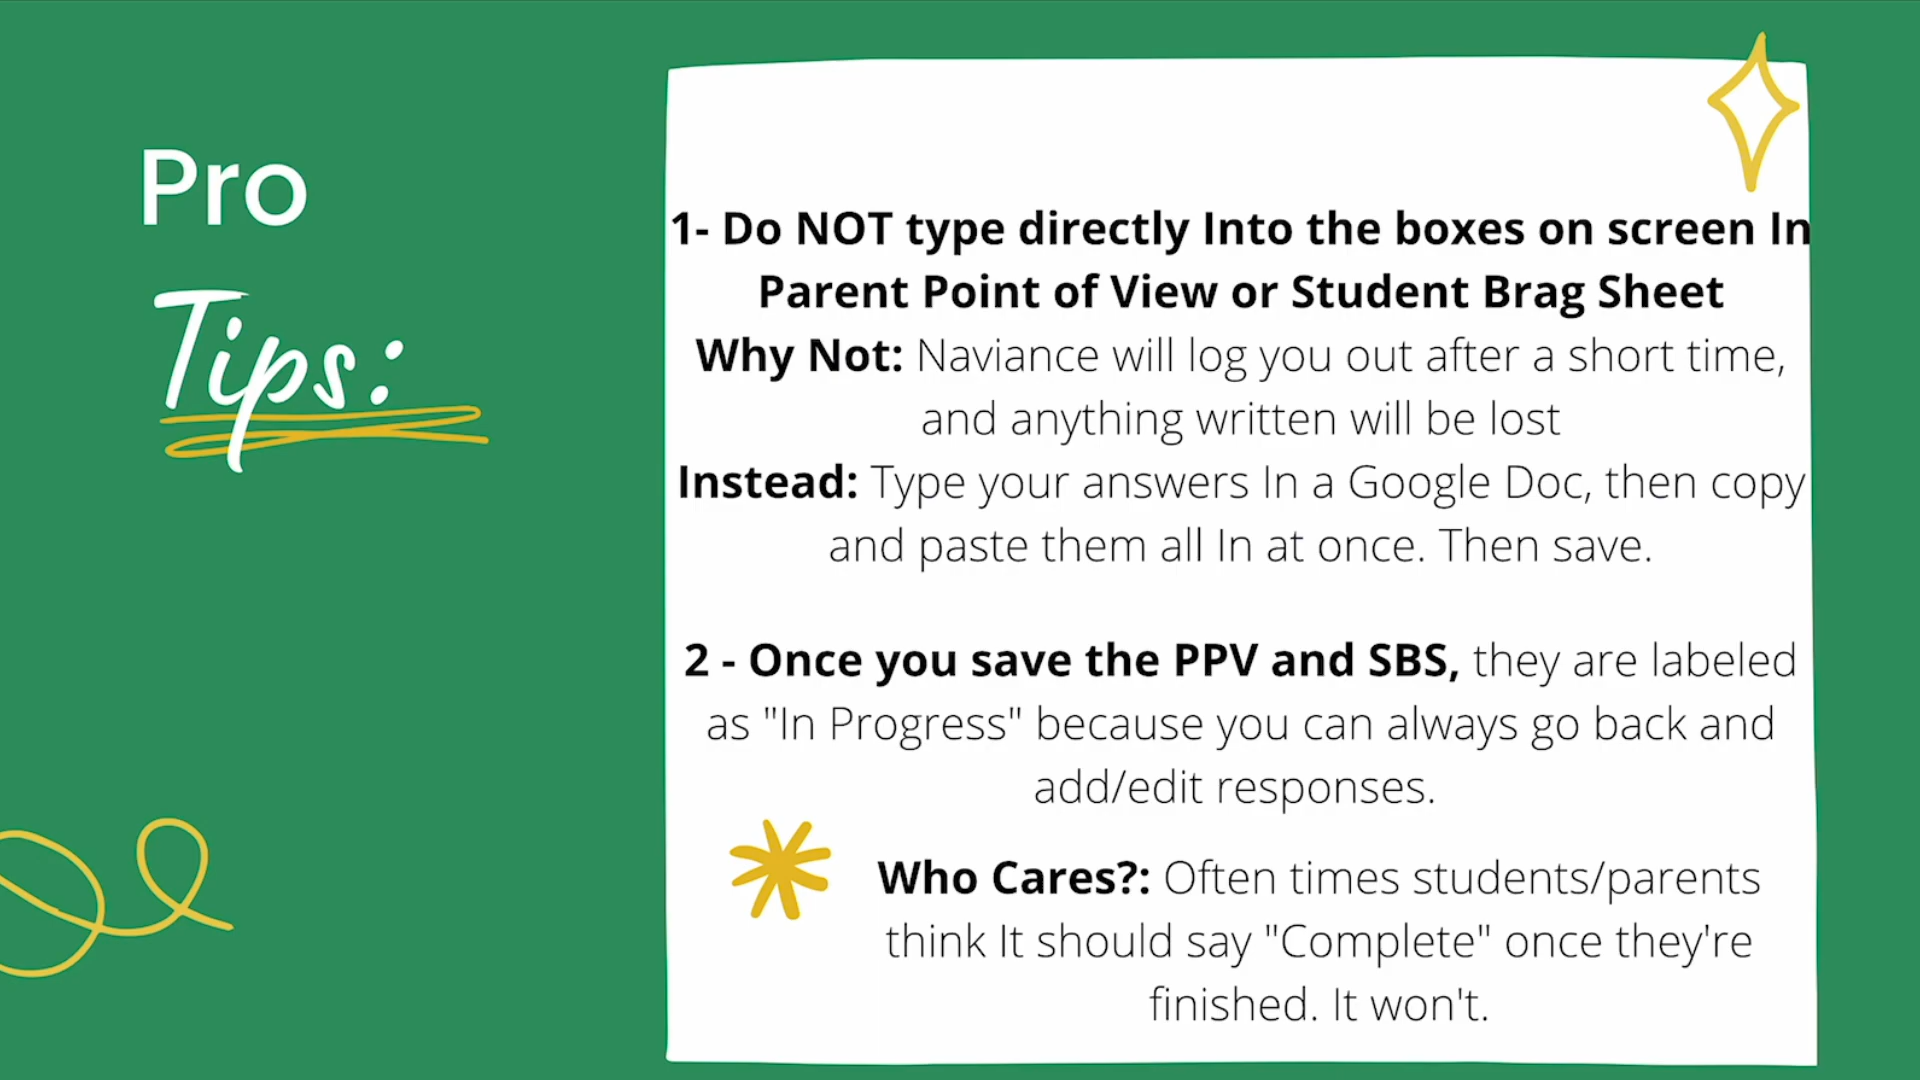 Pro
Tips:
1- Do NOT type directly Into the boxes on screen In
Parent Point of View or Student Brag Sheet
Why Not: Naviance will log you out after a short time,
and anything written will be lost
Instead: Type your answers In a Google Doc, then copy
and paste them all In at once. Then save.
2 - Once you save the PPV and SBS, they are labeled
as "In Progress" because you can always go back and
add/edit responses.
Who Cares?: Often times students/parents
think It should say "Complete" once they're
finished. It won't.